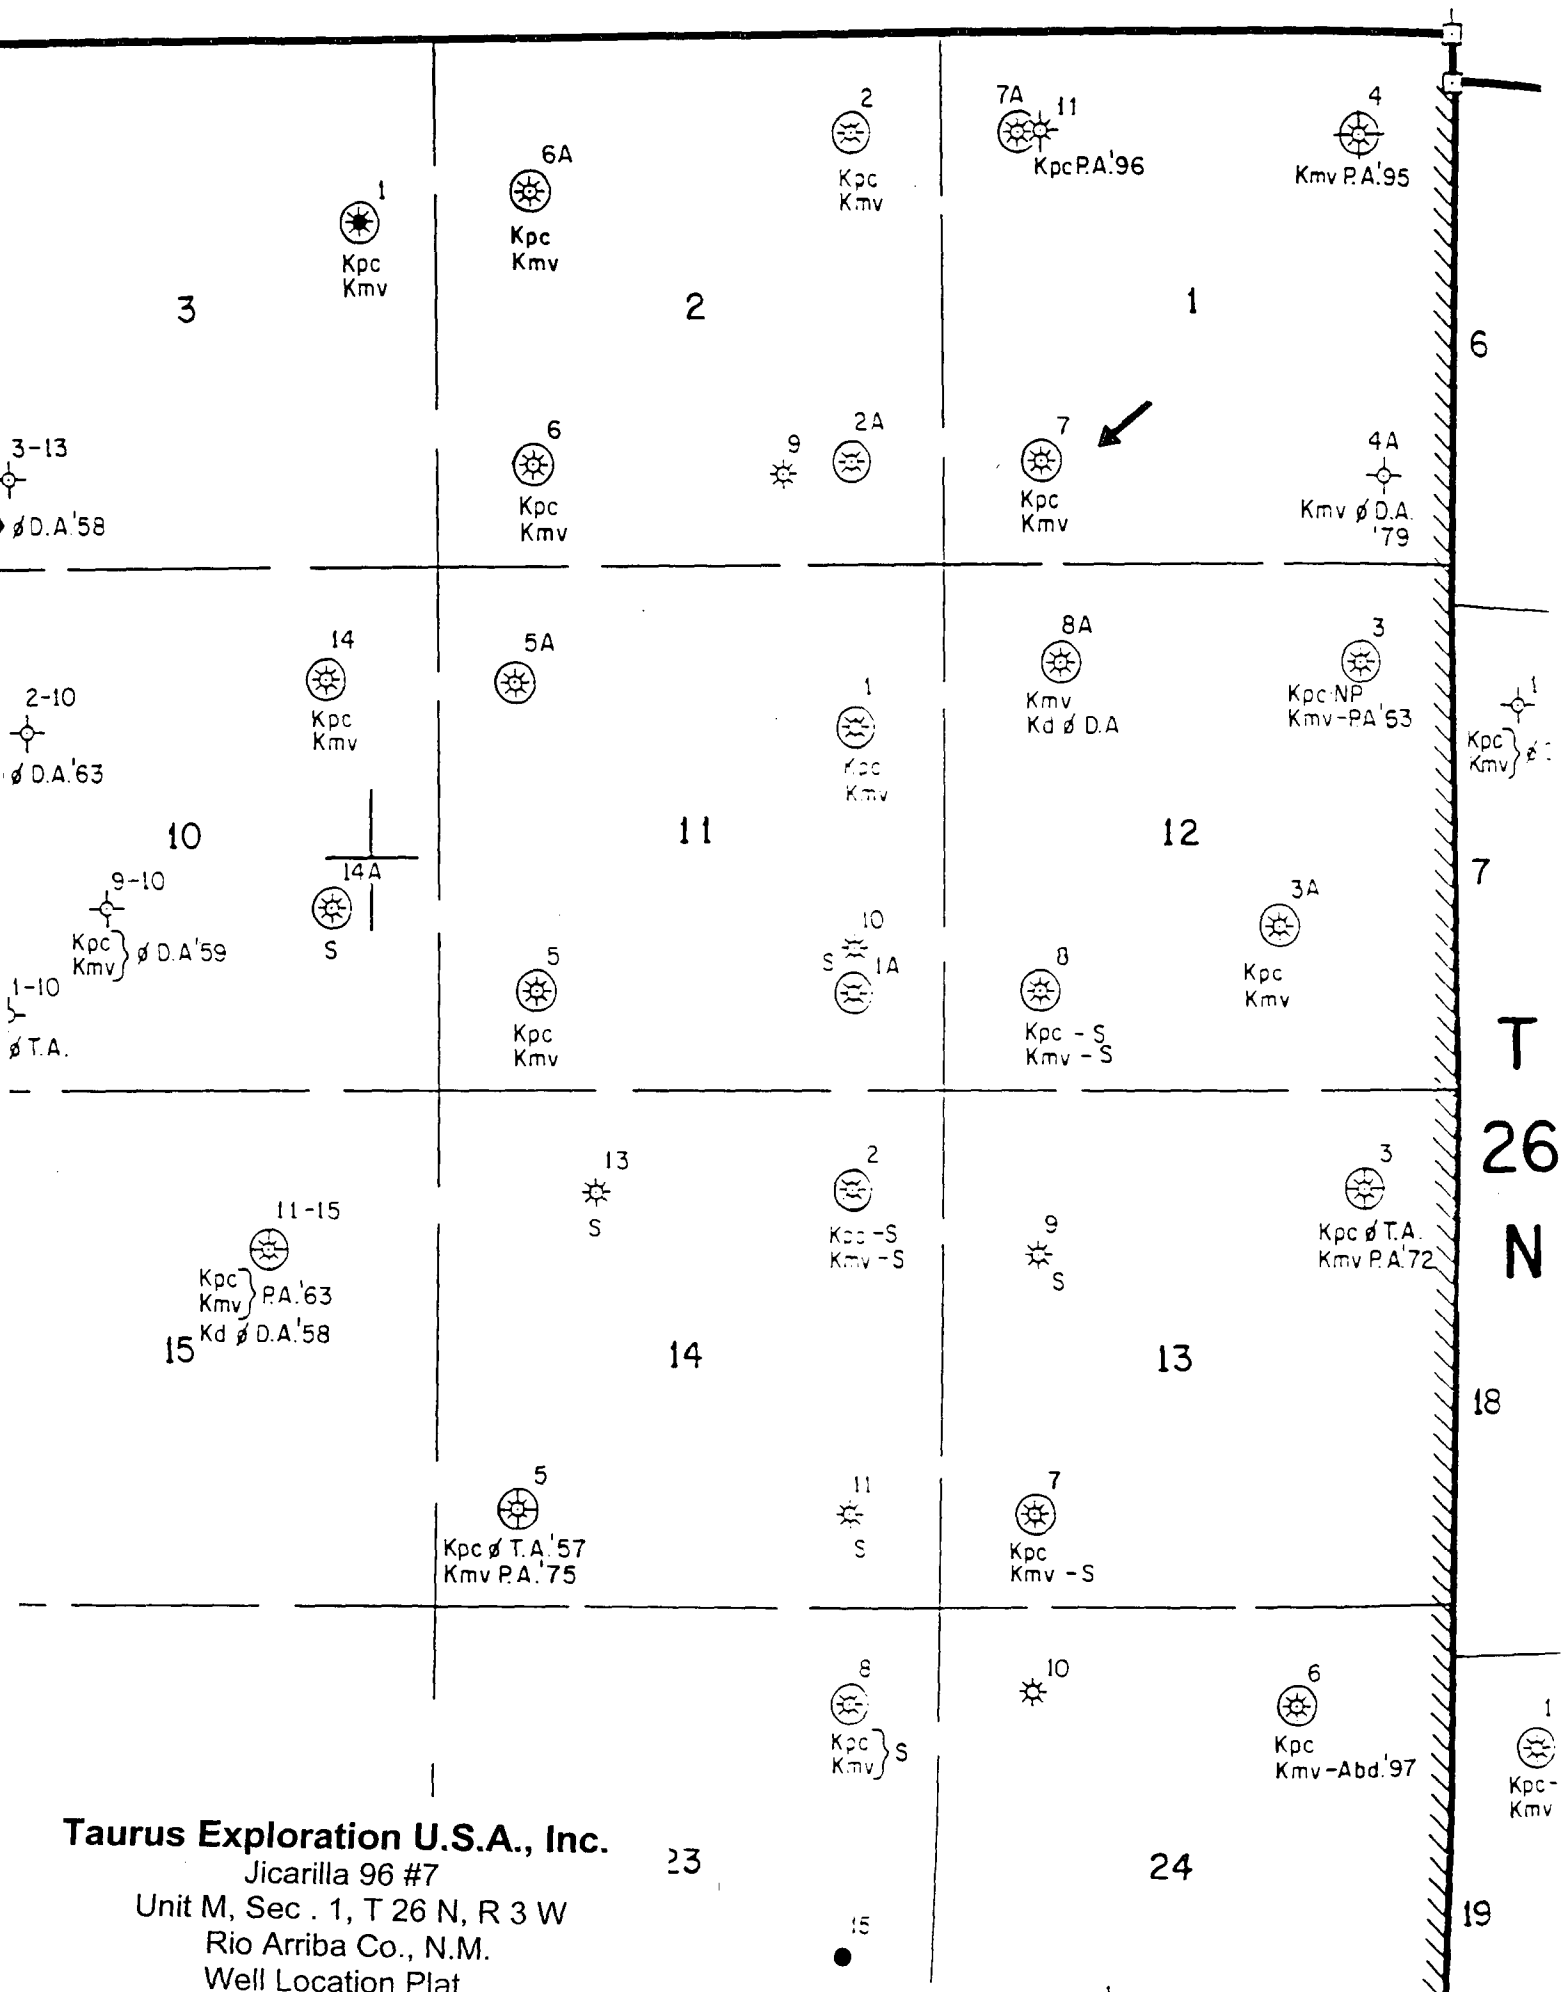 2
7A
11
4
6A
Kpc P.A.'96
Kmv P.A.'95
Kpc
Kmv
1
Kpc
Kmv
Kpc
Kmv
3
2
1
6
3-13
6
9
2A
7
4A
ø D.A.'58
Kpc
Kmv
Kpc
Kmv
Kmv ø D.A.
'79
14
5A
8A
3
2-10
1
Kmv
Kd ø D.A
Kpc NP
Kmv-P.A'63
1
Kpc
Kmv
ø D.A.'63
Kpc
Kmv
Kpc
Kmv } ø
10
11
12
14A
7
9-10
3A
Kpc
Kmv } ø D.A'59
S
10
S
1A
5
8
Kpc
Kmv
1-10
ø T.A.
Kpc
Kmv
Kpc - S
Kmv - S
T
26
N
13
2
3
S
11-15
Kpc -S
Kmv -S
9
S
Kpc ø T.A.
Kmv P.A.'72
Kpc
Kmv } P.A.'63
Kd ø D.A.'58
15
14
13
18
5
11
7
Kpc ø T.A.'57
Kmv P.A.'75
S
Kpc
Kmv -S
8
10
6
1
Kpc
Kmv } S
Kpc
Kmv -Abd.'97
Kpc-
Kmv
Taurus Exploration U.S.A., Inc.
Jicarilla 96 #7
Unit M, Sec . 1, T 26 N, R 3 W
Rio Arriba Co., N.M.
Well Location Plat
23
24
19
15